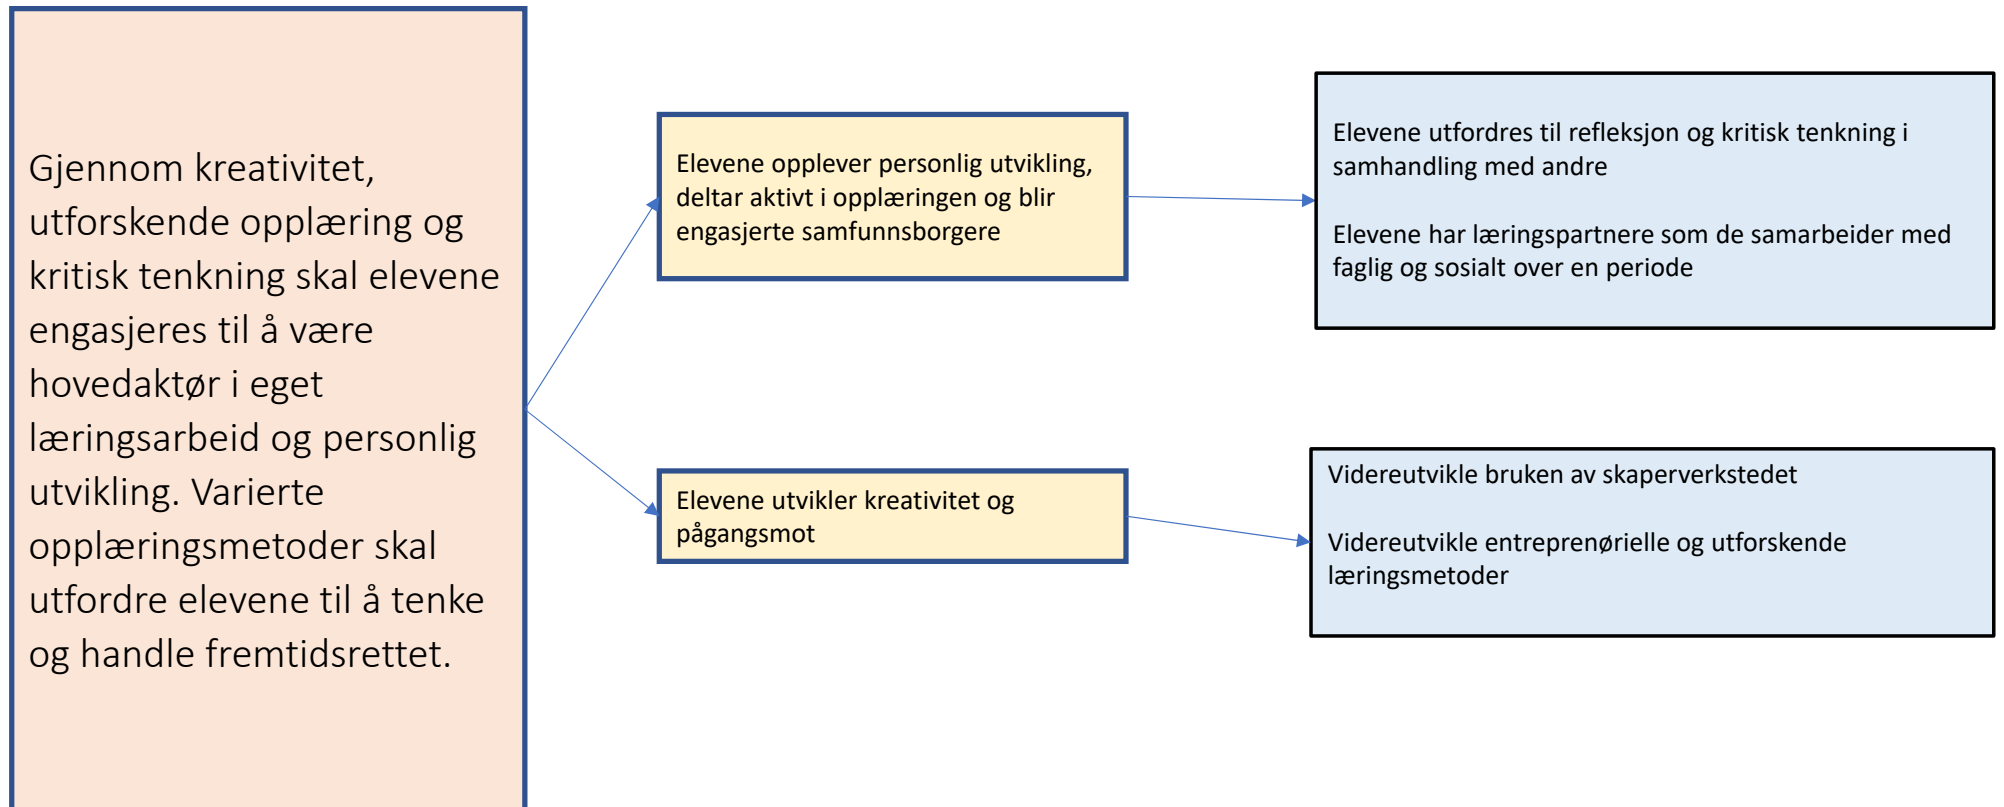 Gjennom kreativitet,
utforskende opplæring og
kritisk tenkning skal elevene
engasjeres til å være
hovedaktør i eget
læringsarbeid og personlig
utvikling. Varierte
opplæringsmetoder skal
utfordre elevene til å tenke
og handle fremtidsrettet.
Elevene opplever personlig utvikling,
deltar aktivt i opplæringen og blir
engasjerte samfunnsborgere
Elevene utfordres til refleksjon og kritisk tenkning i
samhandling med andre
Elevene har læringspartnere som de samarbeider med
faglig og sosialt over en periode
Elevene utvikler kreativitet og
pågangsmot
Videreutvikle bruken av skaperverkstedet
Videreutvikle entreprenørielle og utforskende
læringsmetoder